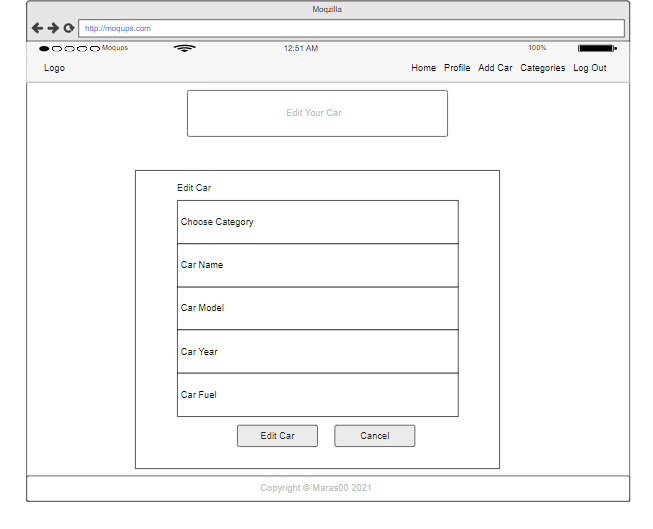 Moqzilla
http://moqups.com
Moqups 12:51 AM 100%
Logo Home Profile Add Car Categories Log Out
Edit Your Car
Edit Car
Choose Category
Car Name
Car Model
Car Year
Car Fuel
Edit Car Cancel
Copyright © Maras00 2021